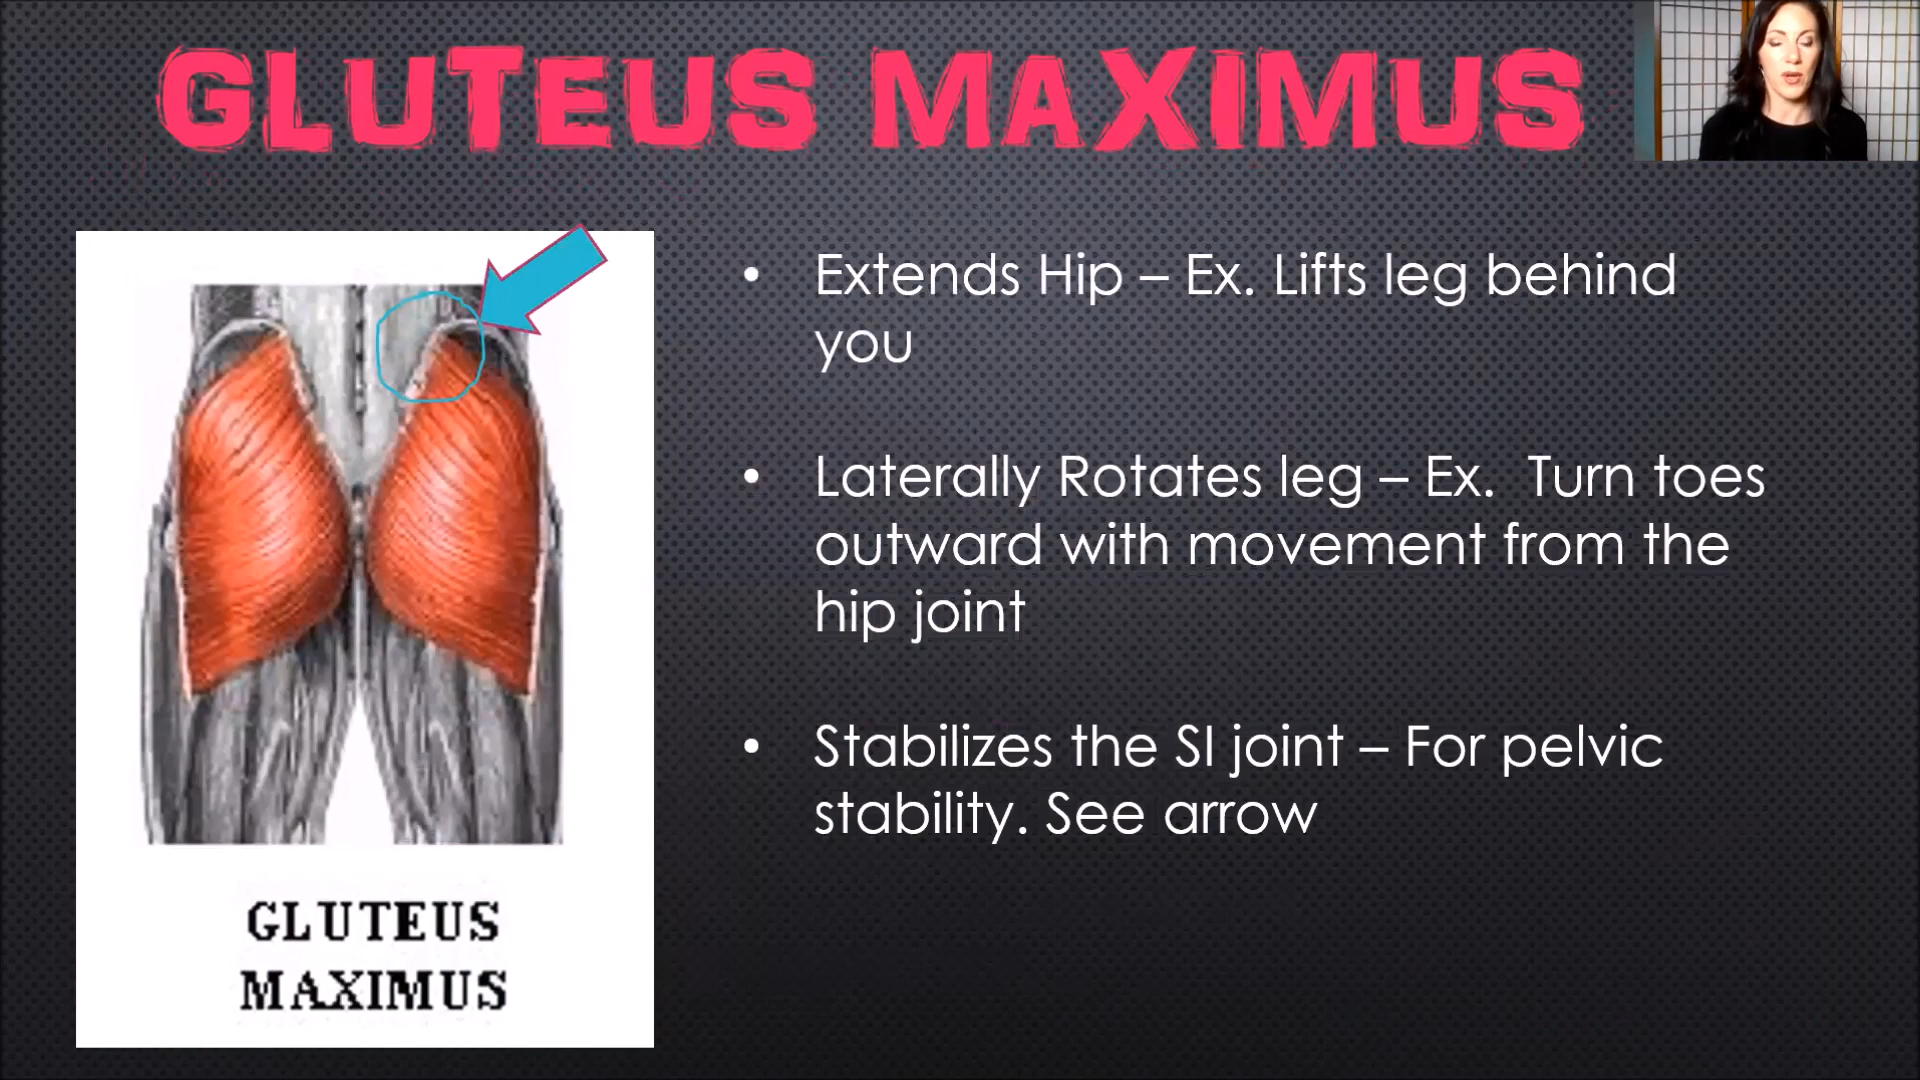 GLUTEUS MAXIMUS
• Extends Hip – Ex. Lifts leg behind
you
• Laterally Rotates leg – Ex. Turn toes
outward with movement from the
hip joint
• Stabilizes the SI joint – For pelvic
stability. See arrow
GLUTEUS
MAXIMUS